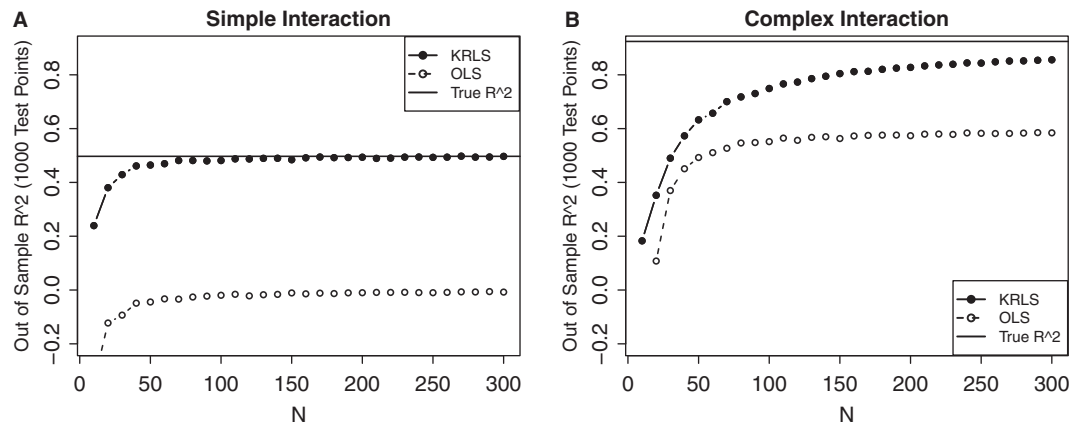 A
Simple Interaction
Out of Sample R^2 (1000 Test Points)
0.8
0.6
0.4
0.2
0.0
−0.2
KRLS
OLS
True R^2
0 50 100 150 200 250 300
N
B
Complex Interaction
Out of Sample R^2 (1000 Test Points)
0.8
0.6
0.4
0.2
0.0
−0.2
KRLS
OLS
True R^2
0 50 100 150 200 250 300
N